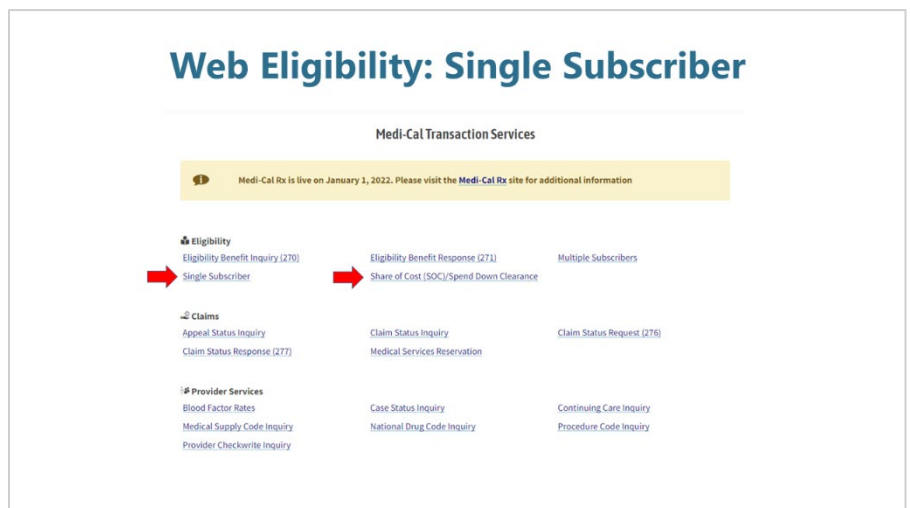 Web Eligibility: Single Subscriber
Medi-Cal Transaction Services
Medi-Cal Rx is live on January 1, 2022. Please visit the Medi-Cal Rx site for additional information
Eligibility
Eligibility Benefit Inquiry (270) Eligibility Benefit Response (271) Multiple Subscribers
Single Subscriber Share of Cost (SOC)/Spend Down Clearance
Claims
Appeal Status Inquiry Claim Status Inquiry Claim Status Request (276)
Claim Status Response (277) Medical Services Reservation
Provider Services
Blood Factor Rates Case Status Inquiry Continuing Care Inquiry
Medical Supply Code Inquiry National Drug Code Inquiry Procedure Code Inquiry
Provider Checkwrite Inquiry